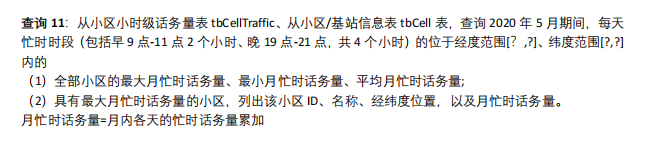 查询 11：从小区小时级话务量表 tbCellTraffic、从小区/基站信息表 tbCell 表，查询 2020 年 5 月期间，每天
忙时时段（包括早 9 点-11 点 2 个小时、晚 19 点-21 点，共 4 个小时）的位于经度范围[？,?]、纬度范围[?,?]
内的
（1）全部小区的最大月忙时话务量、最小月忙时话务量、平均月忙时话务量;
（2）具有最大月忙时话务量的小区，列出该小区 ID、名称、经纬度位置，以及月忙时话务量。
月忙时话务量=月内各天的忙时话务量累加